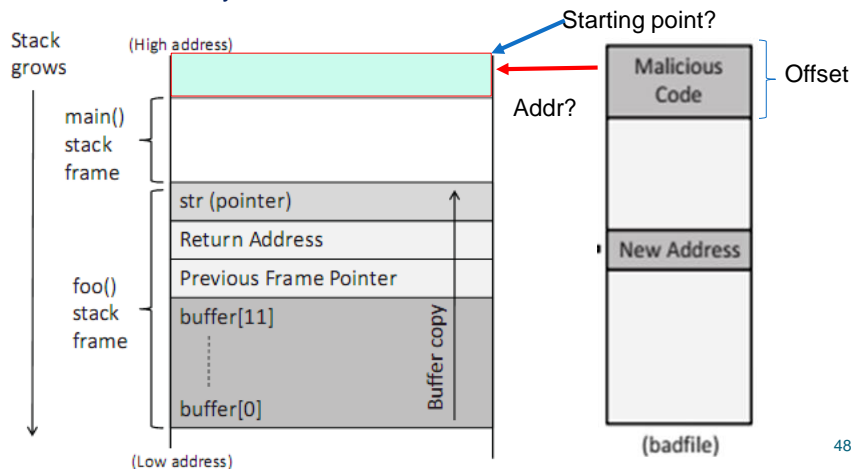 Starting point?
Stack
grows
(High address)
Malicious
Code
Offset
Addr?
main()
stack
frame
str (pointer)
Return Address
New Address
Previous Frame Pointer
foo()
stack
frame
buffer[11]
Buffer copy
buffer[0]
(badfile)
48
(Low address)